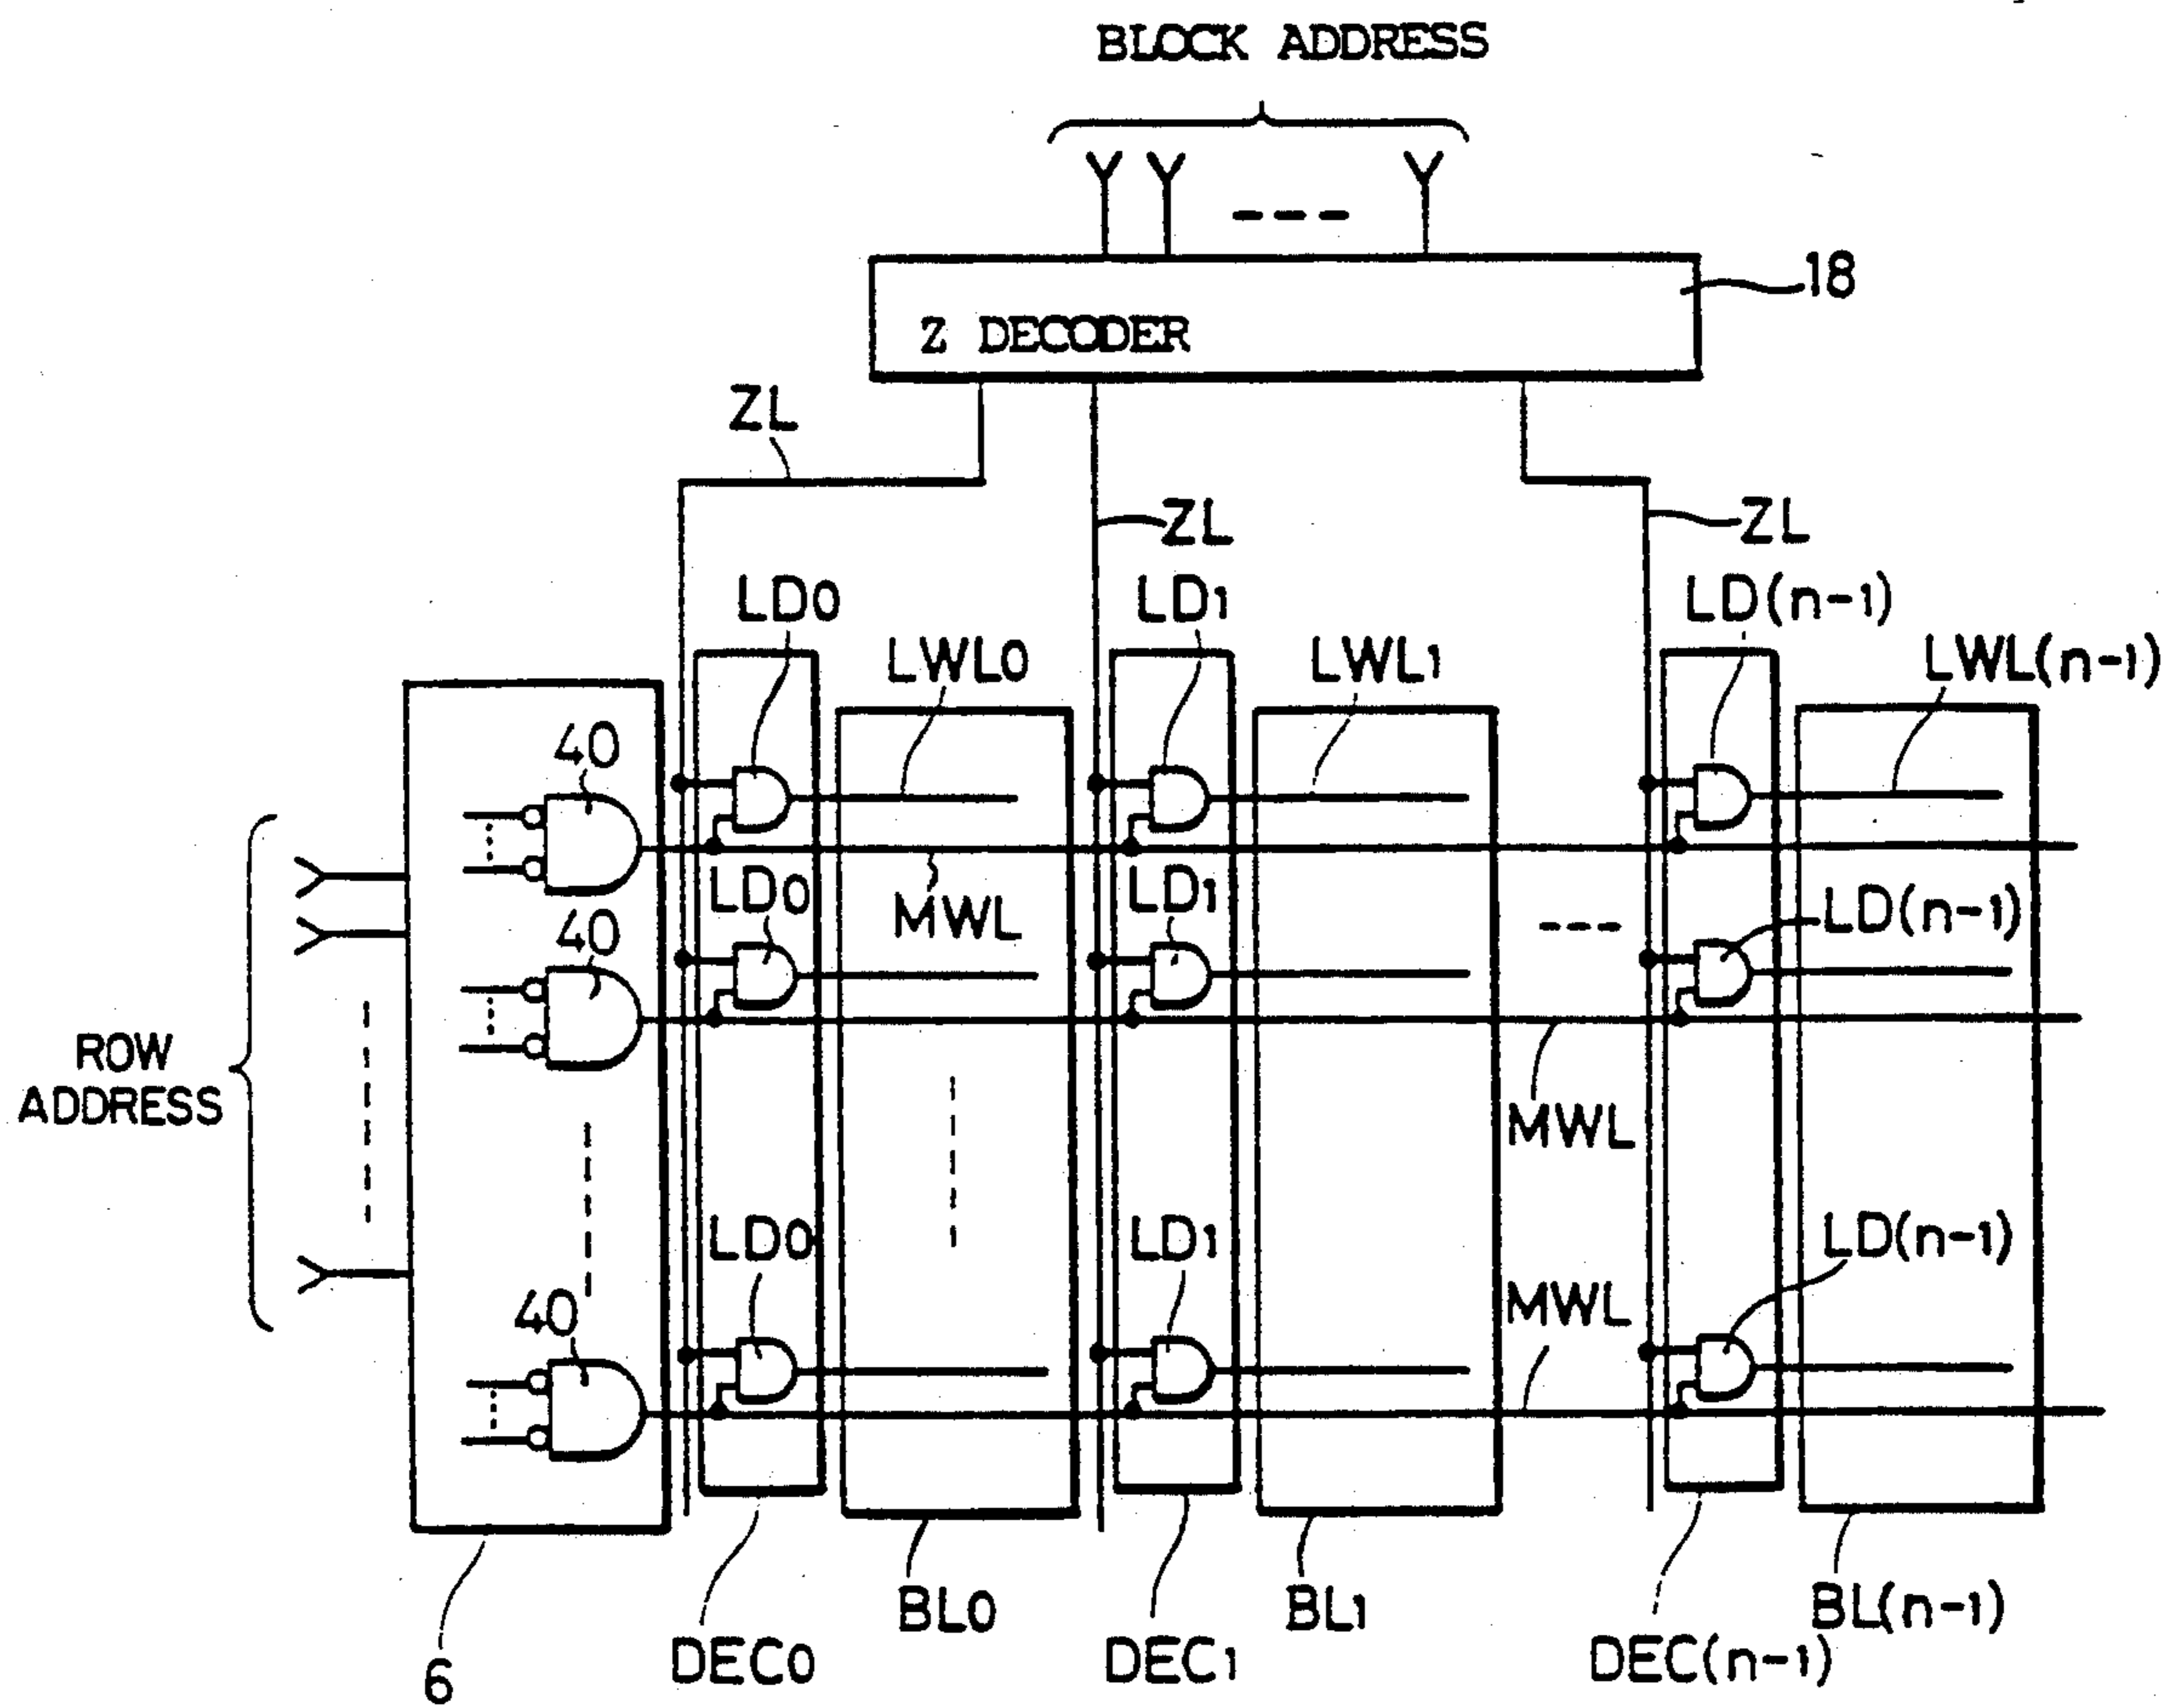 BLOCK ADDRESS
18
Z DECODER
ZL
ZL
ZL
LD0
LD1
LD(n-1)
LWL0
LWL1
LWL(n-1)
40
LD0
MWL
LD1
LD(n-1)
40
ROW
ADDRESS
MWL
LD0
LD1
LD(n-1)
40
MWL
BL0
BL1
BL(n-1)
DEC0
DEC1
DEC(n-1)
6